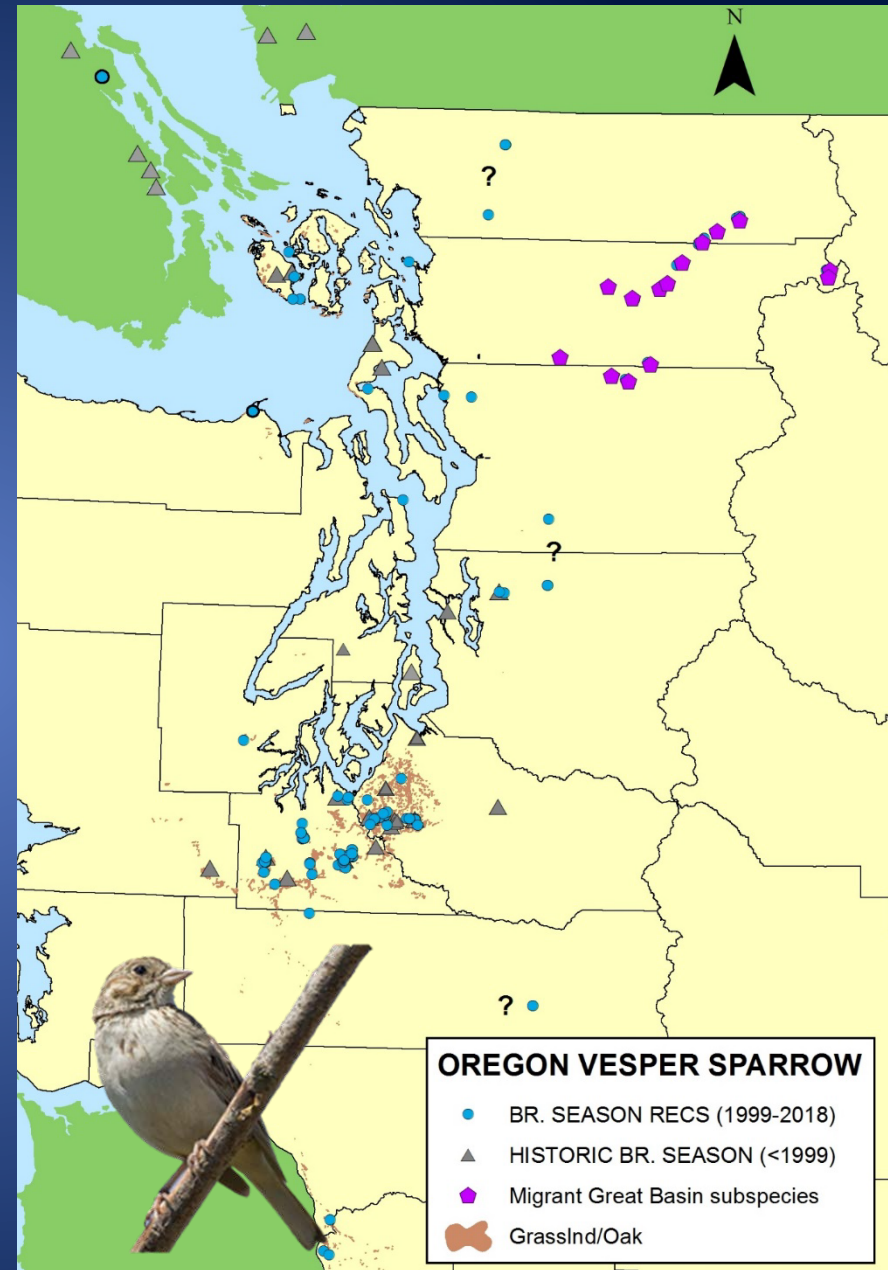 N
?
?
?
OREGON VESPER SPARROW
BR. SEASON RECS (1999-2018)
HISTORIC BR. SEASON (<1999)
Migrant Great Basin subspecies
Grasslnd/Oak